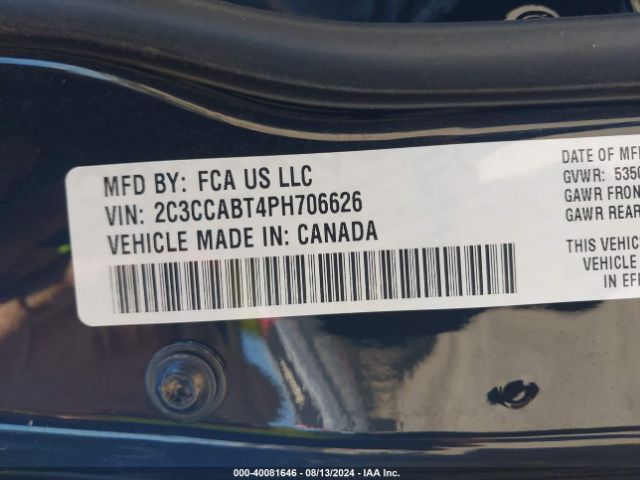 MFD BY: FCA US LLC
VIN: 2C3CCABT4PH706626
VEHICLE MADE IN: CANADA
DATE OF MF
GVWR: 535
GAWR FRON
GAWR REAR
THIS VEHIC
VEHICLE
IN EF
000-40081646 - 08/13/2024 - IAA Inc.